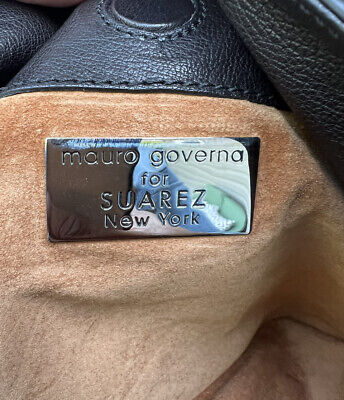 mauro governa
for
SUAREZ
New York